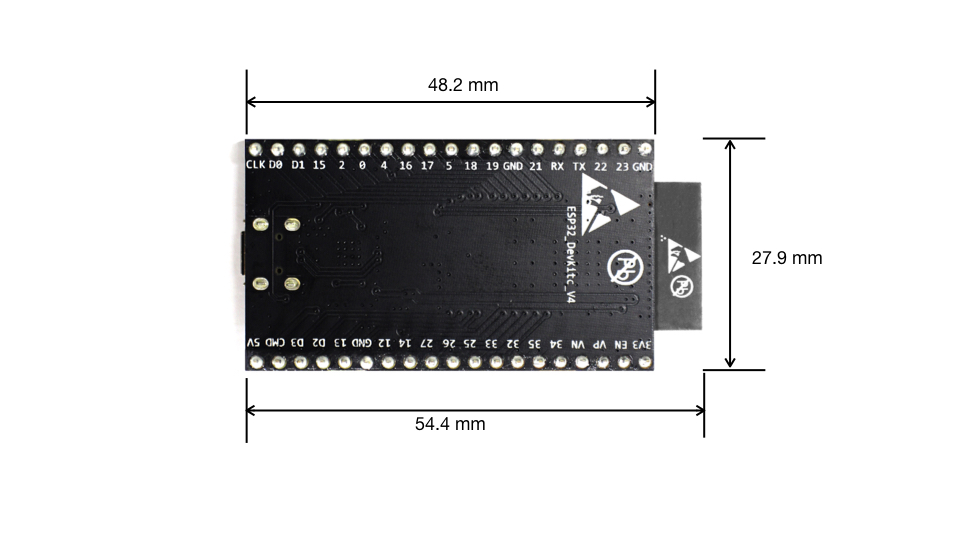 48.2 mm
CLK D0 D1 15 2 0 4 16 17 5 18 19 GND 21 RX TX 22 23 GND
ESP32_DevKitc_V4
Pb
Pb
27.9 mm
5V CMD D3 D2 13 GND 12 14 27 26 25 33 32 35 34 VN VP EN 3V3
54.4 mm